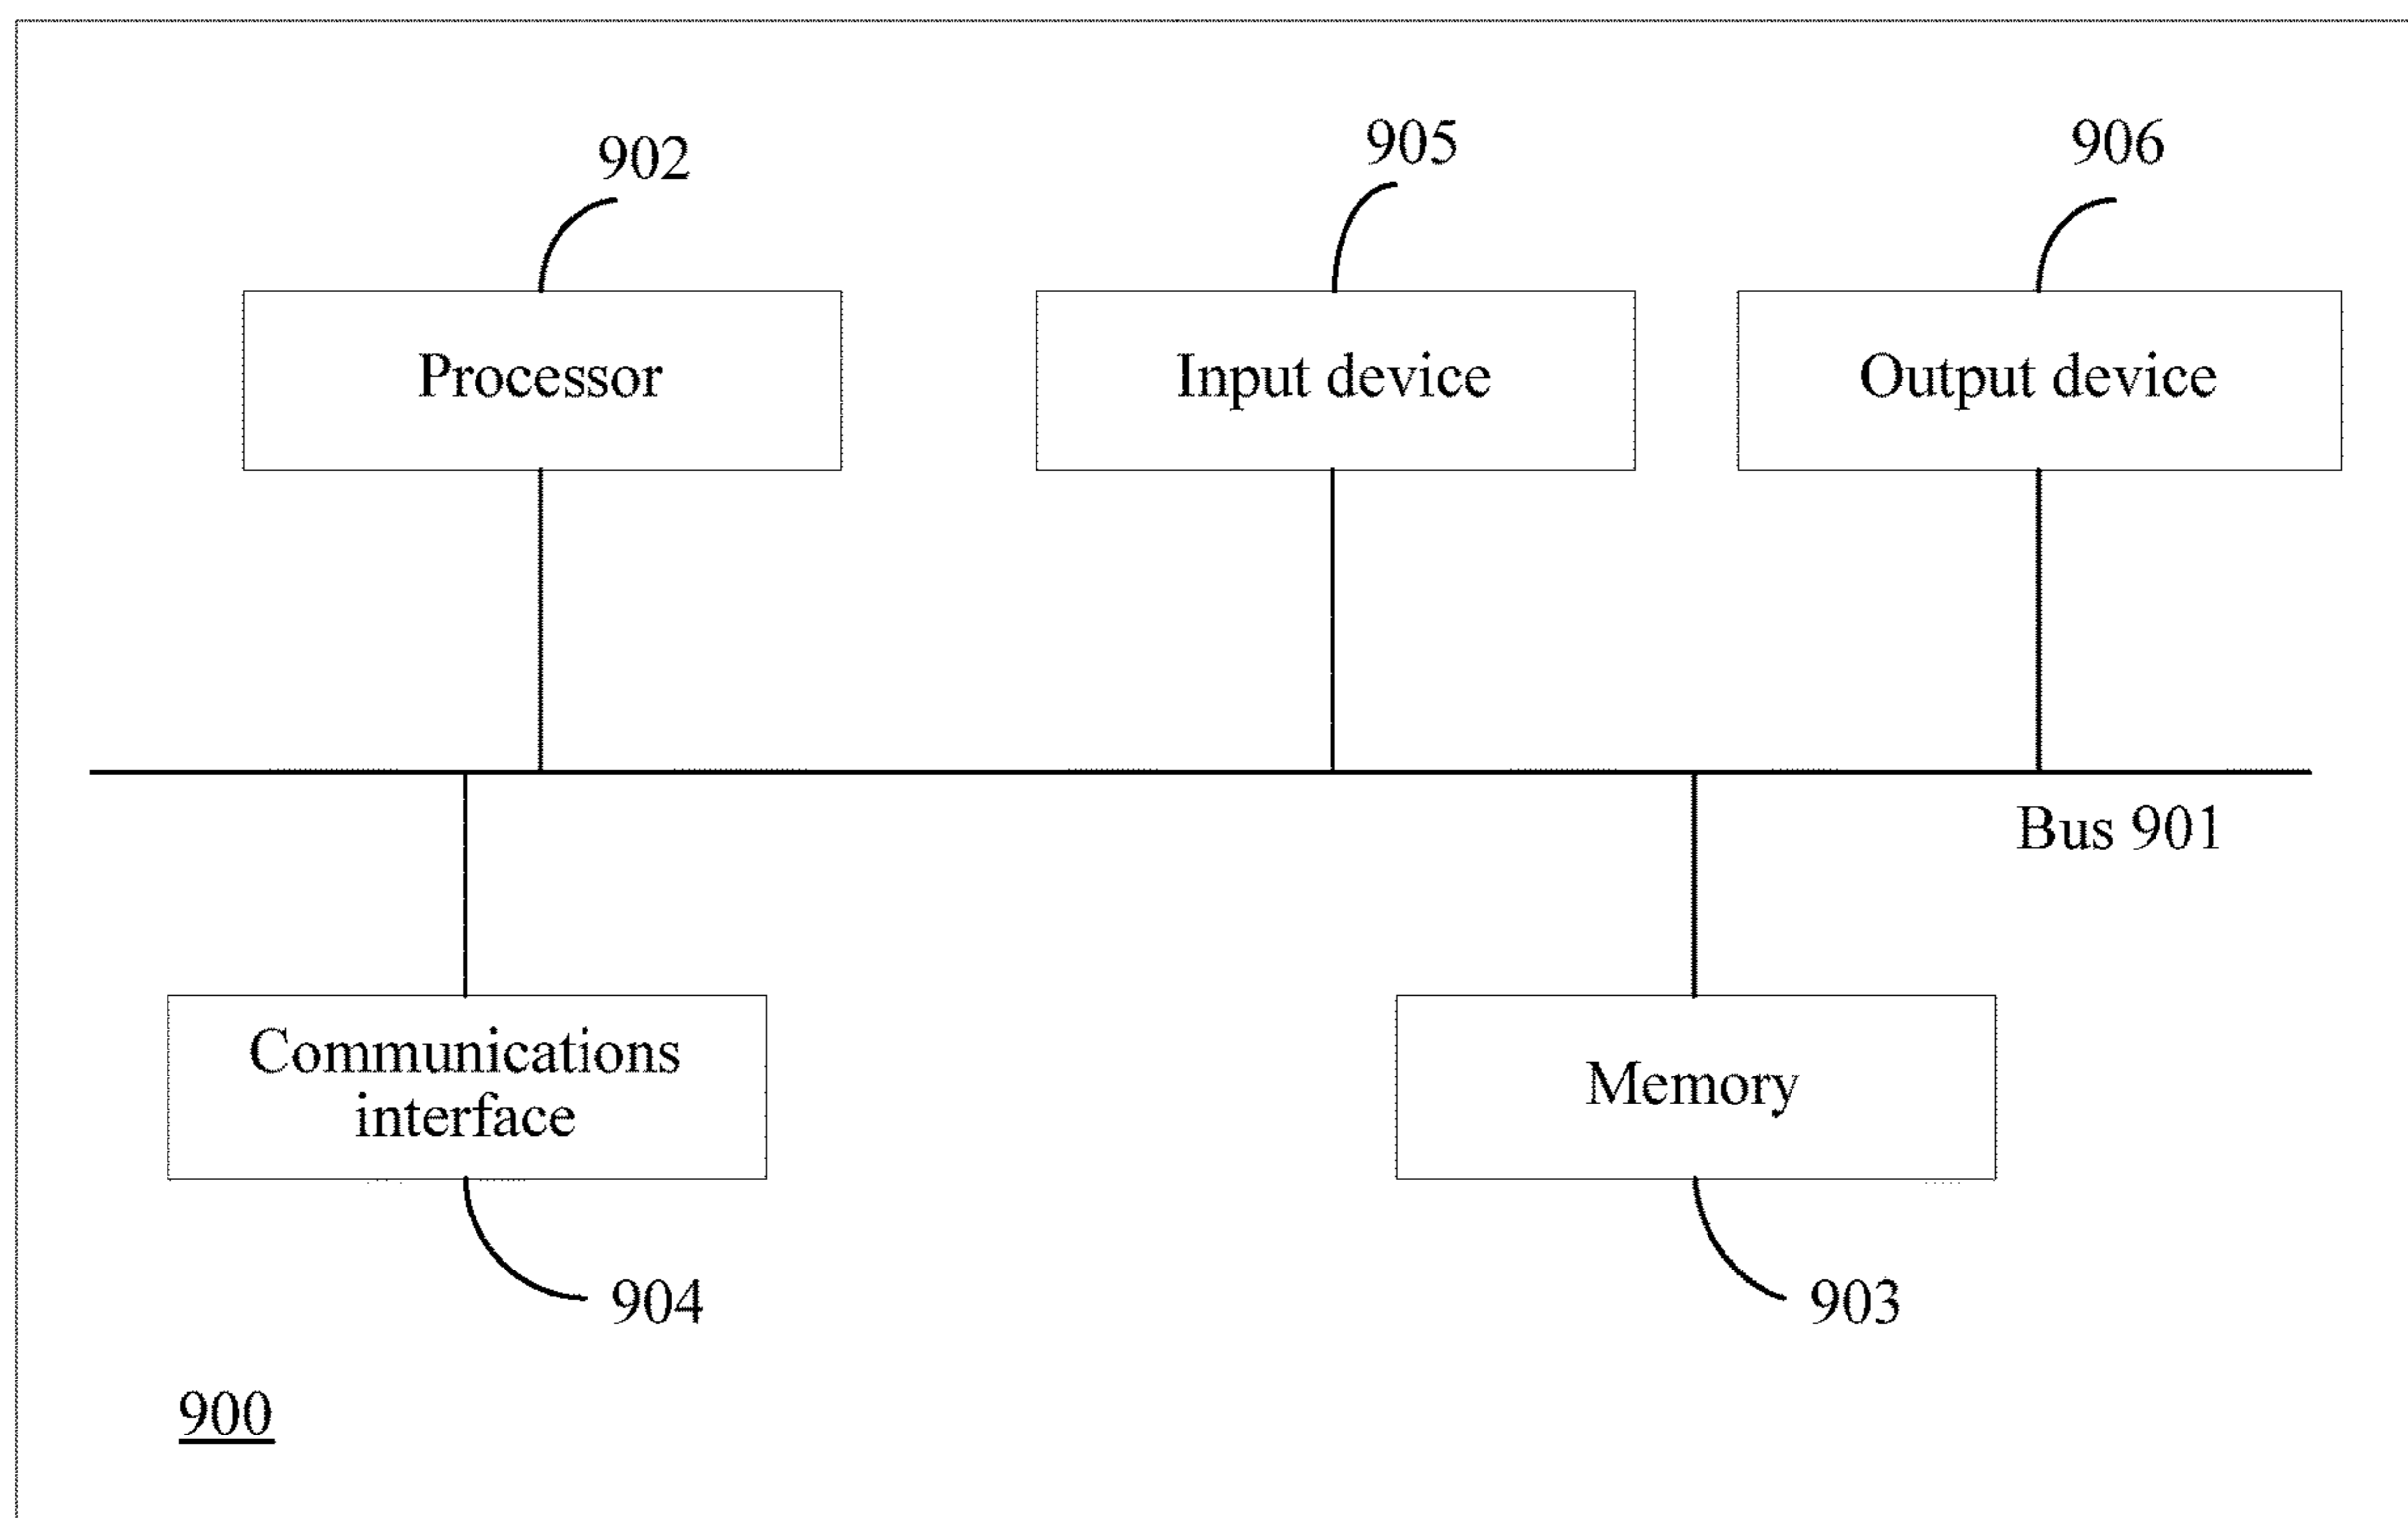 902
905
906
Processor
Input device
Output device
Bus 901
Communications
interface
Memory
904
903
900